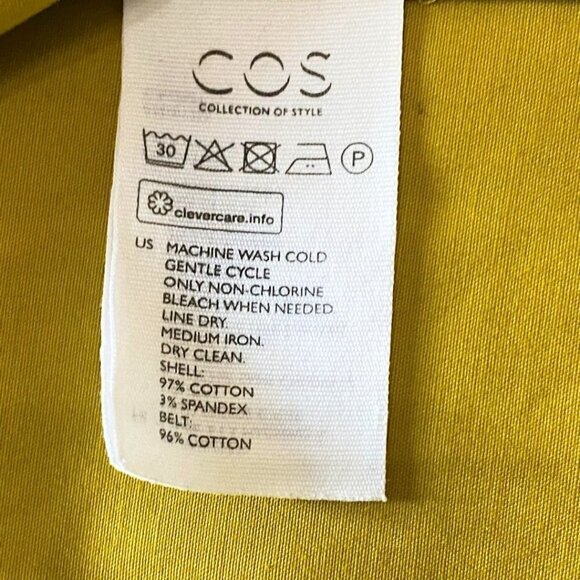 COS
COLLECTION OF STYLE
30 P
clevercare.info
US MACHINE WASH COLD
GENTLE CYCLE
ONLY NON-CHLORINE
BLEACH WHEN NEEDED
LINE DRY.
MEDIUM IRON.
DRY CLEAN.
SHELL:
97% COTTON
3% SPANDEX
BELT:
96% COTTON